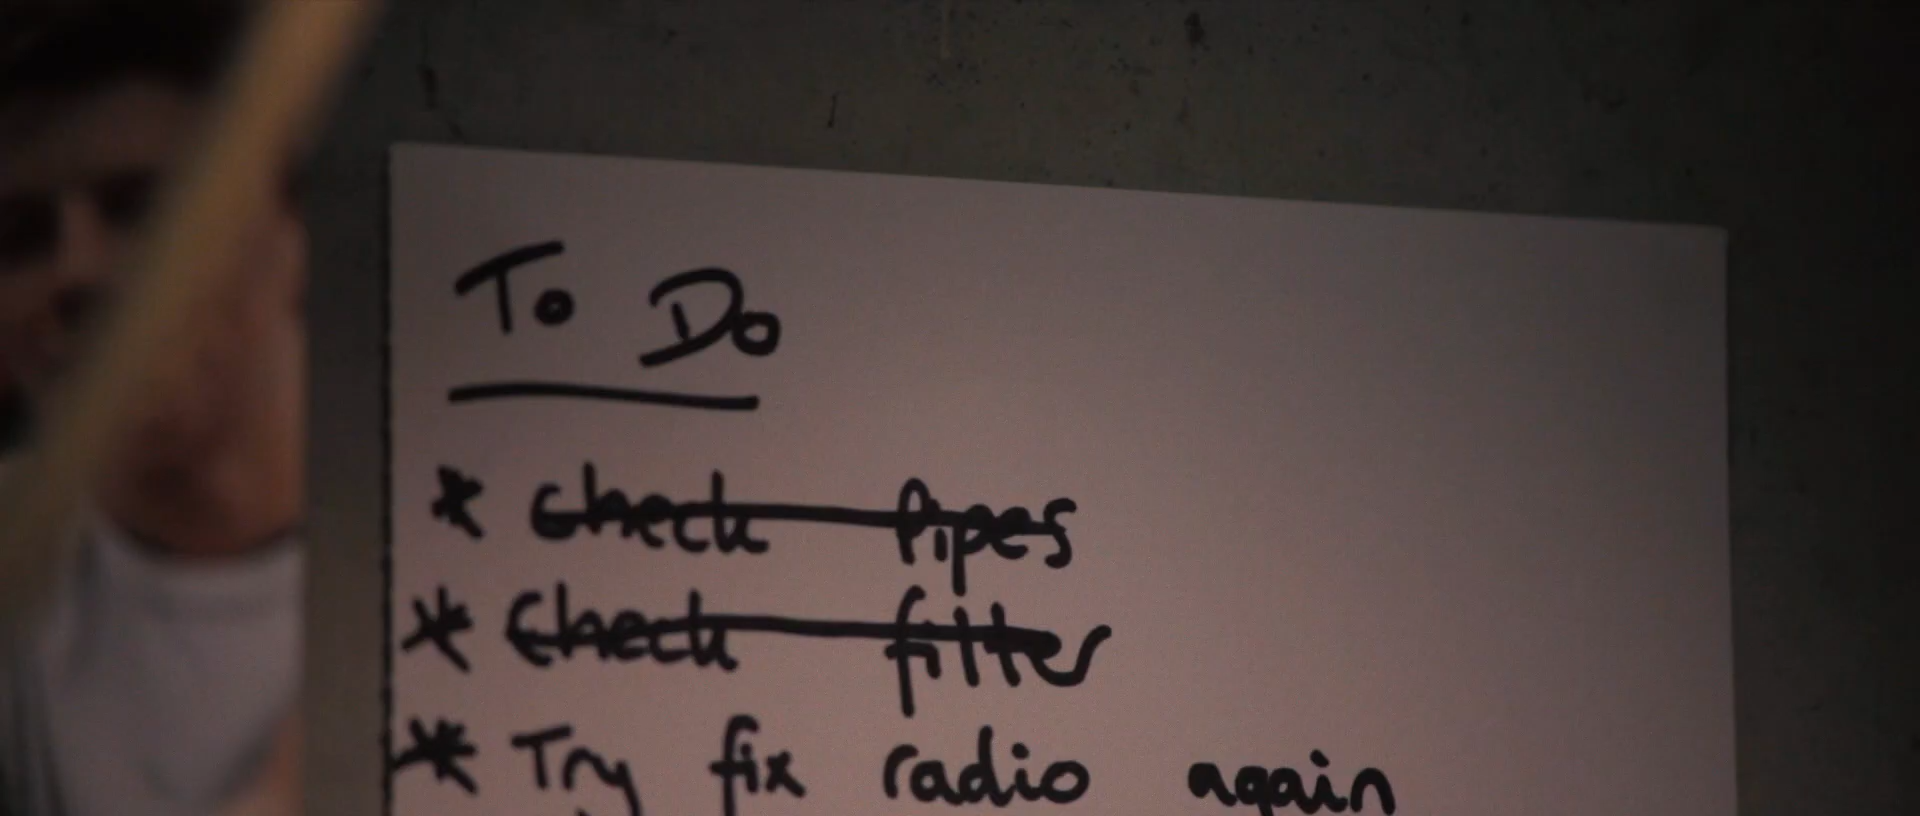 To Do
* Check Pipes
* Check filter
* Try fix radio again